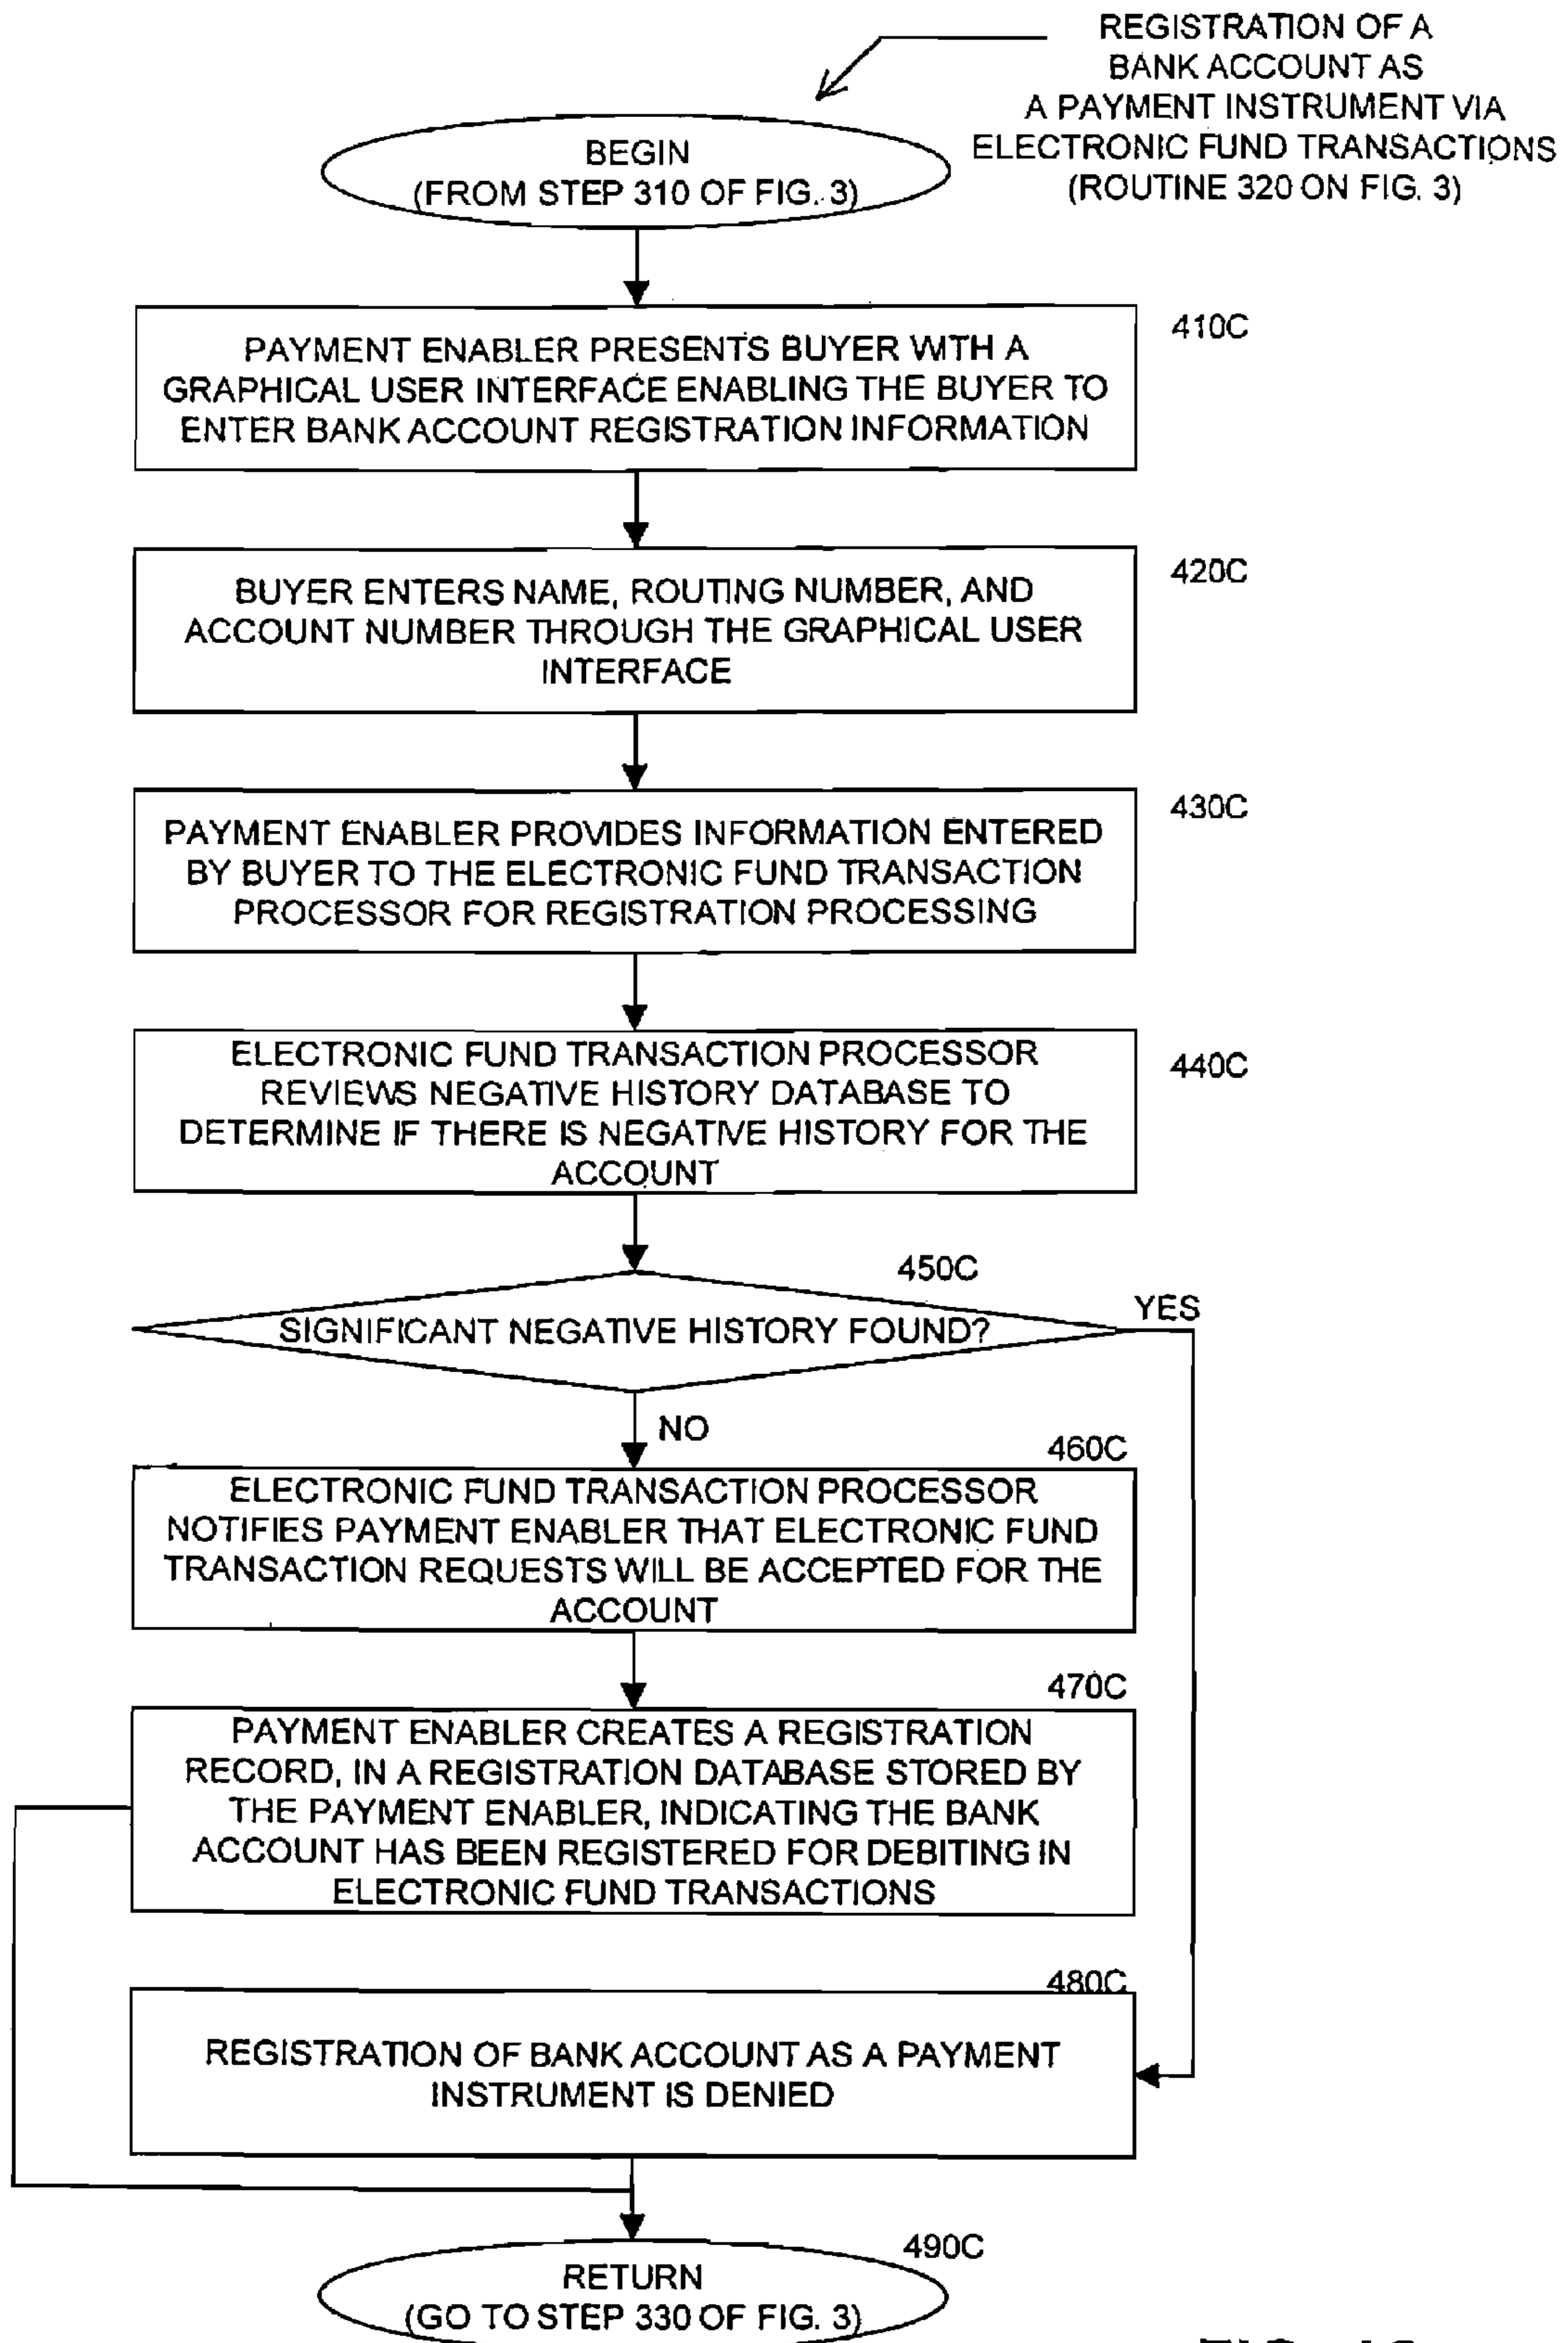 REGISTRATION OF A
BANK ACCOUNT AS
A PAYMENT INSTRUMENT VIA
ELECTRONIC FUND TRANSACTIONS
(ROUTINE 320 ON FIG. 3)
BEGIN
(FROM STEP 310 OF FIG. 3)
410C
PAYMENT ENABLER PRESENTS BUYER WITH A
GRAPHICAL USER INTERFACE ENABLING THE BUYER TO
ENTER BANK ACCOUNT REGISTRATION INFORMATION
420C
BUYER ENTERS NAME, ROUTING NUMBER, AND
ACCOUNT NUMBER THROUGH THE GRAPHICAL USER
INTERFACE
430C
PAYMENT ENABLER PROVIDES INFORMATION ENTERED
BY BUYER TO THE ELECTRONIC FUND TRANSACTION
PROCESSOR FOR REGISTRATION PROCESSING
440C
ELECTRONIC FUND TRANSACTION PROCESSOR
REVIEWS NEGATIVE HISTORY DATABASE TO
DETERMINE IF THERE IS NEGATIVE HISTORY FOR THE
ACCOUNT
450C
YES
SIGNIFICANT NEGATIVE HISTORY FOUND?
NO
460C
ELECTRONIC FUND TRANSACTION PROCESSOR
NOTIFIES PAYMENT ENABLER THAT ELECTRONIC FUND
TRANSACTION REQUESTS WILL BE ACCEPTED FOR THE
ACCOUNT
470C
PAYMENT ENABLER CREATES A REGISTRATION
RECORD, IN A REGISTRATION DATABASE STORED BY
THE PAYMENT ENABLER, INDICATING THE BANK
ACCOUNT HAS BEEN REGISTERED FOR DEBITING IN
ELECTRONIC FUND TRANSACTIONS
480C
REGISTRATION OF BANK ACCOUNT AS A PAYMENT
INSTRUMENT IS DENIED
490C
RETURN
(GO TO STEP 330 OF FIG. 3)